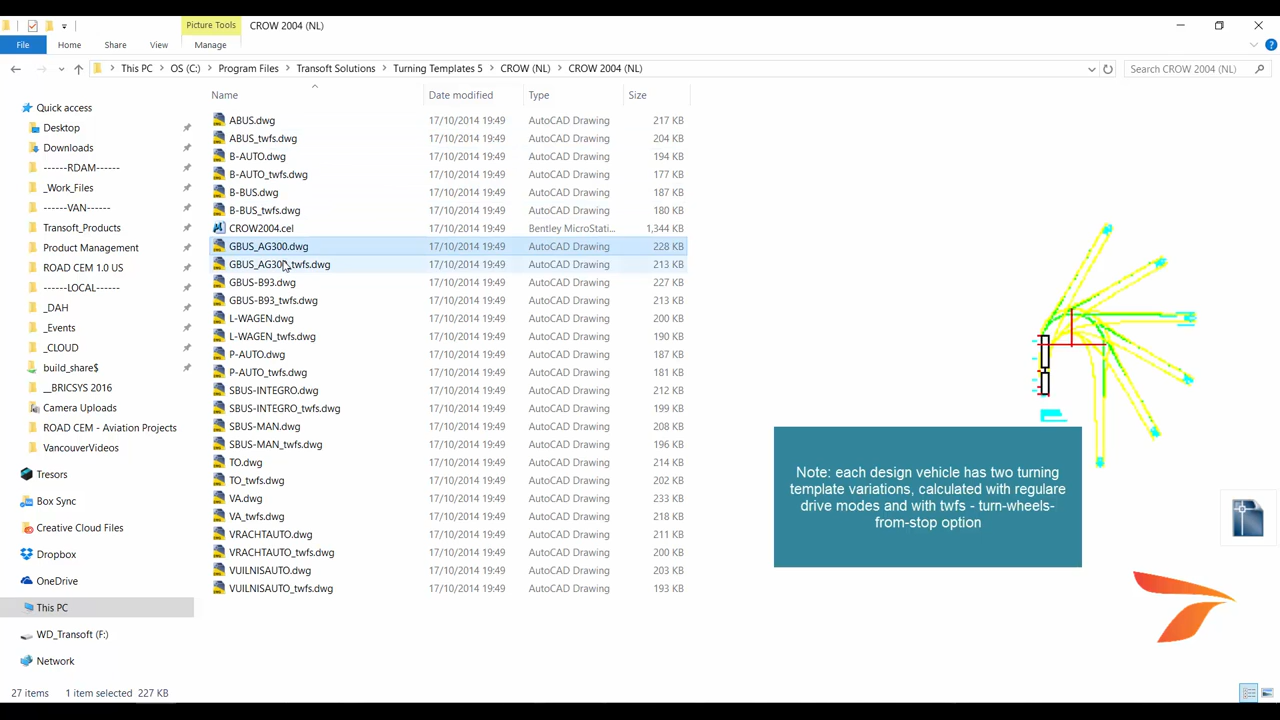 Picture Tools
CROW 2004 (NL)
File
Home
Share
View
Manage
This PC
OS (C:)
Program Files
Transoft Solutions
Turning Templates 5
CROW (NL)
CROW 2004 (NL)
Search CROW 2004 (NL)
Name
Date modified
Type
Size
Quick access
Desktop
Downloads
------RDAM------
_Work_Files
------VAN------
Transoft_Products
Product Management
ROAD CEM 1.0 US
------LOCAL------
_DAH
_Events
_CLOUD
build_share$
__BRICSYS 2016
Camera Uploads
ROAD CEM - Aviation Projects
VancouverVideos
Tresors
Box Sync
Creative Cloud Files
Dropbox
OneDrive
This PC
WD_Transoft (F:)
Network
ABUS.dwg 17/10/2014 19:49 AutoCAD Drawing 217 KB
ABUS_twfs.dwg 17/10/2014 19:49 AutoCAD Drawing 204 KB
B-AUTO.dwg 17/10/2014 19:49 AutoCAD Drawing 194 KB
B-AUTO_twfs.dwg 17/10/2014 19:49 AutoCAD Drawing 177 KB
B-BUS.dwg 17/10/2014 19:49 AutoCAD Drawing 187 KB
B-BUS_twfs.dwg 17/10/2014 19:49 AutoCAD Drawing 180 KB
CROW2004.cel 17/10/2014 19:49 Bentley MicroStati... 1,344 KB
GBUS_AG300.dwg 17/10/2014 19:49 AutoCAD Drawing 228 KB
GBUS_AG300_twfs.dwg 17/10/2014 19:49 AutoCAD Drawing 213 KB
GBUS-B93.dwg 17/10/2014 19:49 AutoCAD Drawing 227 KB
GBUS-B93_twfs.dwg 17/10/2014 19:49 AutoCAD Drawing 213 KB
L-WAGEN.dwg 17/10/2014 19:49 AutoCAD Drawing 200 KB
L-WAGEN_twfs.dwg 17/10/2014 19:49 AutoCAD Drawing 190 KB
P-AUTO.dwg 17/10/2014 19:49 AutoCAD Drawing 187 KB
P-AUTO_twfs.dwg 17/10/2014 19:49 AutoCAD Drawing 181 KB
SBUS-INTEGRO.dwg 17/10/2014 19:49 AutoCAD Drawing 212 KB
SBUS-INTEGRO_twfs.dwg 17/10/2014 19:49 AutoCAD Drawing 199 KB
SBUS-MAN.dwg 17/10/2014 19:49 AutoCAD Drawing 208 KB
SBUS-MAN_twfs.dwg 17/10/2014 19:49 AutoCAD Drawing 196 KB
TO.dwg 17/10/2014 19:49 AutoCAD Drawing 214 KB
TO_twfs.dwg 17/10/2014 19:49 AutoCAD Drawing 202 KB
VA.dwg 17/10/2014 19:49 AutoCAD Drawing 233 KB
VA_twfs.dwg 17/10/2014 19:49 AutoCAD Drawing 218 KB
VRACHTAUTO.dwg 17/10/2014 19:49 AutoCAD Drawing 211 KB
VRACHTAUTO_twfs.dwg 17/10/2014 19:49 AutoCAD Drawing 200 KB
VUILNISAUTO.dwg 17/10/2014 19:49 AutoCAD Drawing 203 KB
VUILNISAUTO_twfs.dwg 17/10/2014 19:49 AutoCAD Drawing 193 KB
Note: each design vehicle has two turning
template variations, calculated with regulare
drive modes and with twfs - turn-wheels-
from-stop option
27 items
1 item selected 227 KB